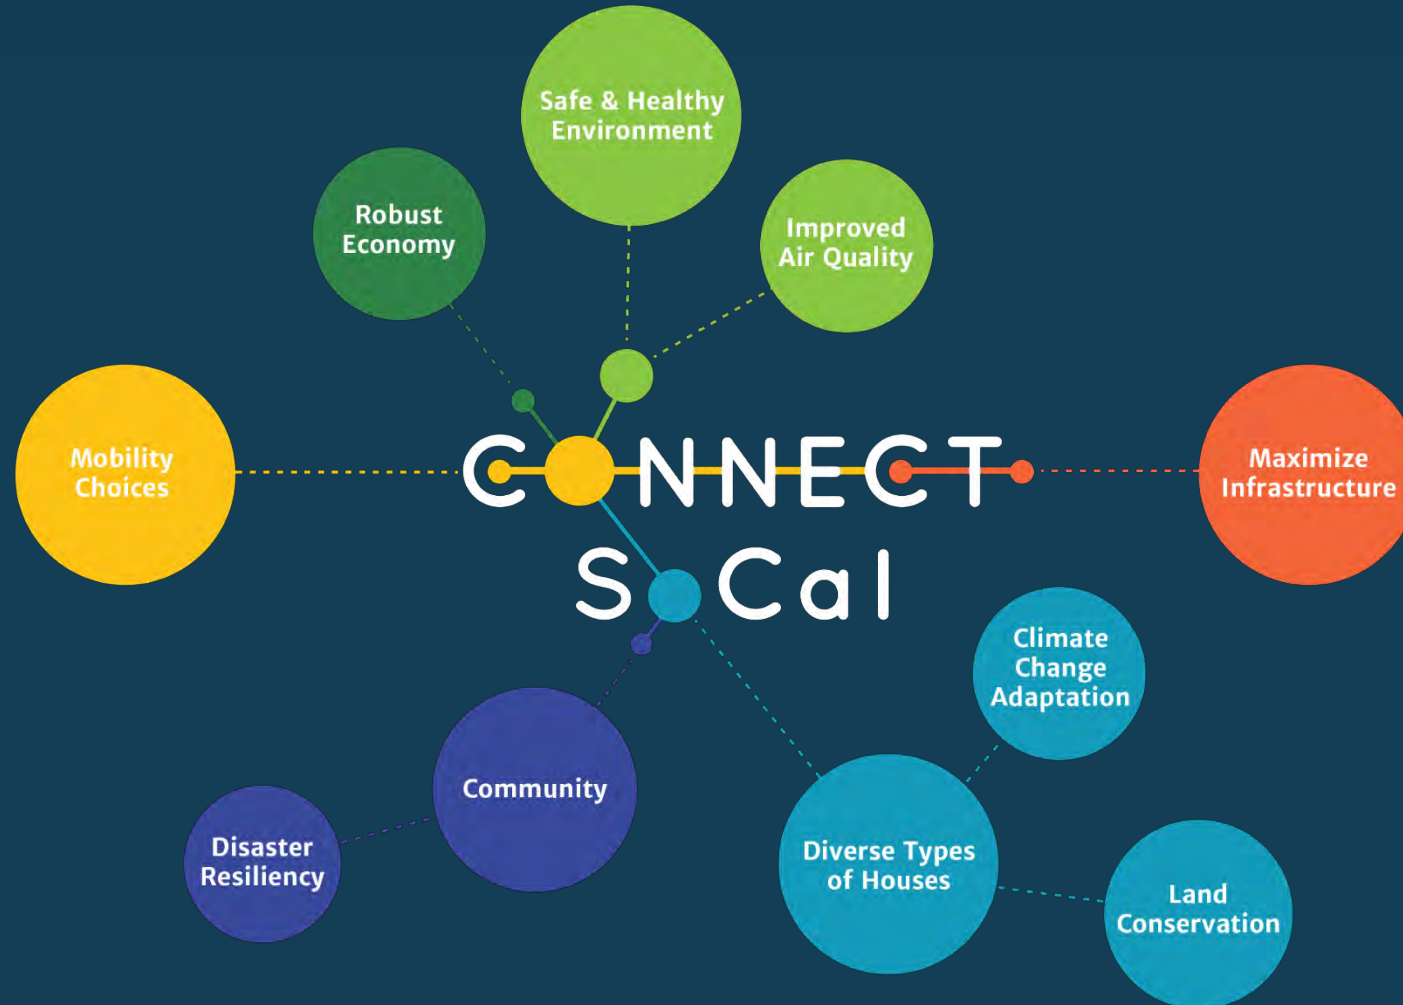 Safe & Healthy
Environment
Robust
Economy
Improved
Air Quality
Mobility
Choices
CONNECT
SoCal
Maximize
Infrastructure
Climate
Change
Adaptation
Community
Disaster
Resiliency
Diverse Types
of Houses
Land
Conservation